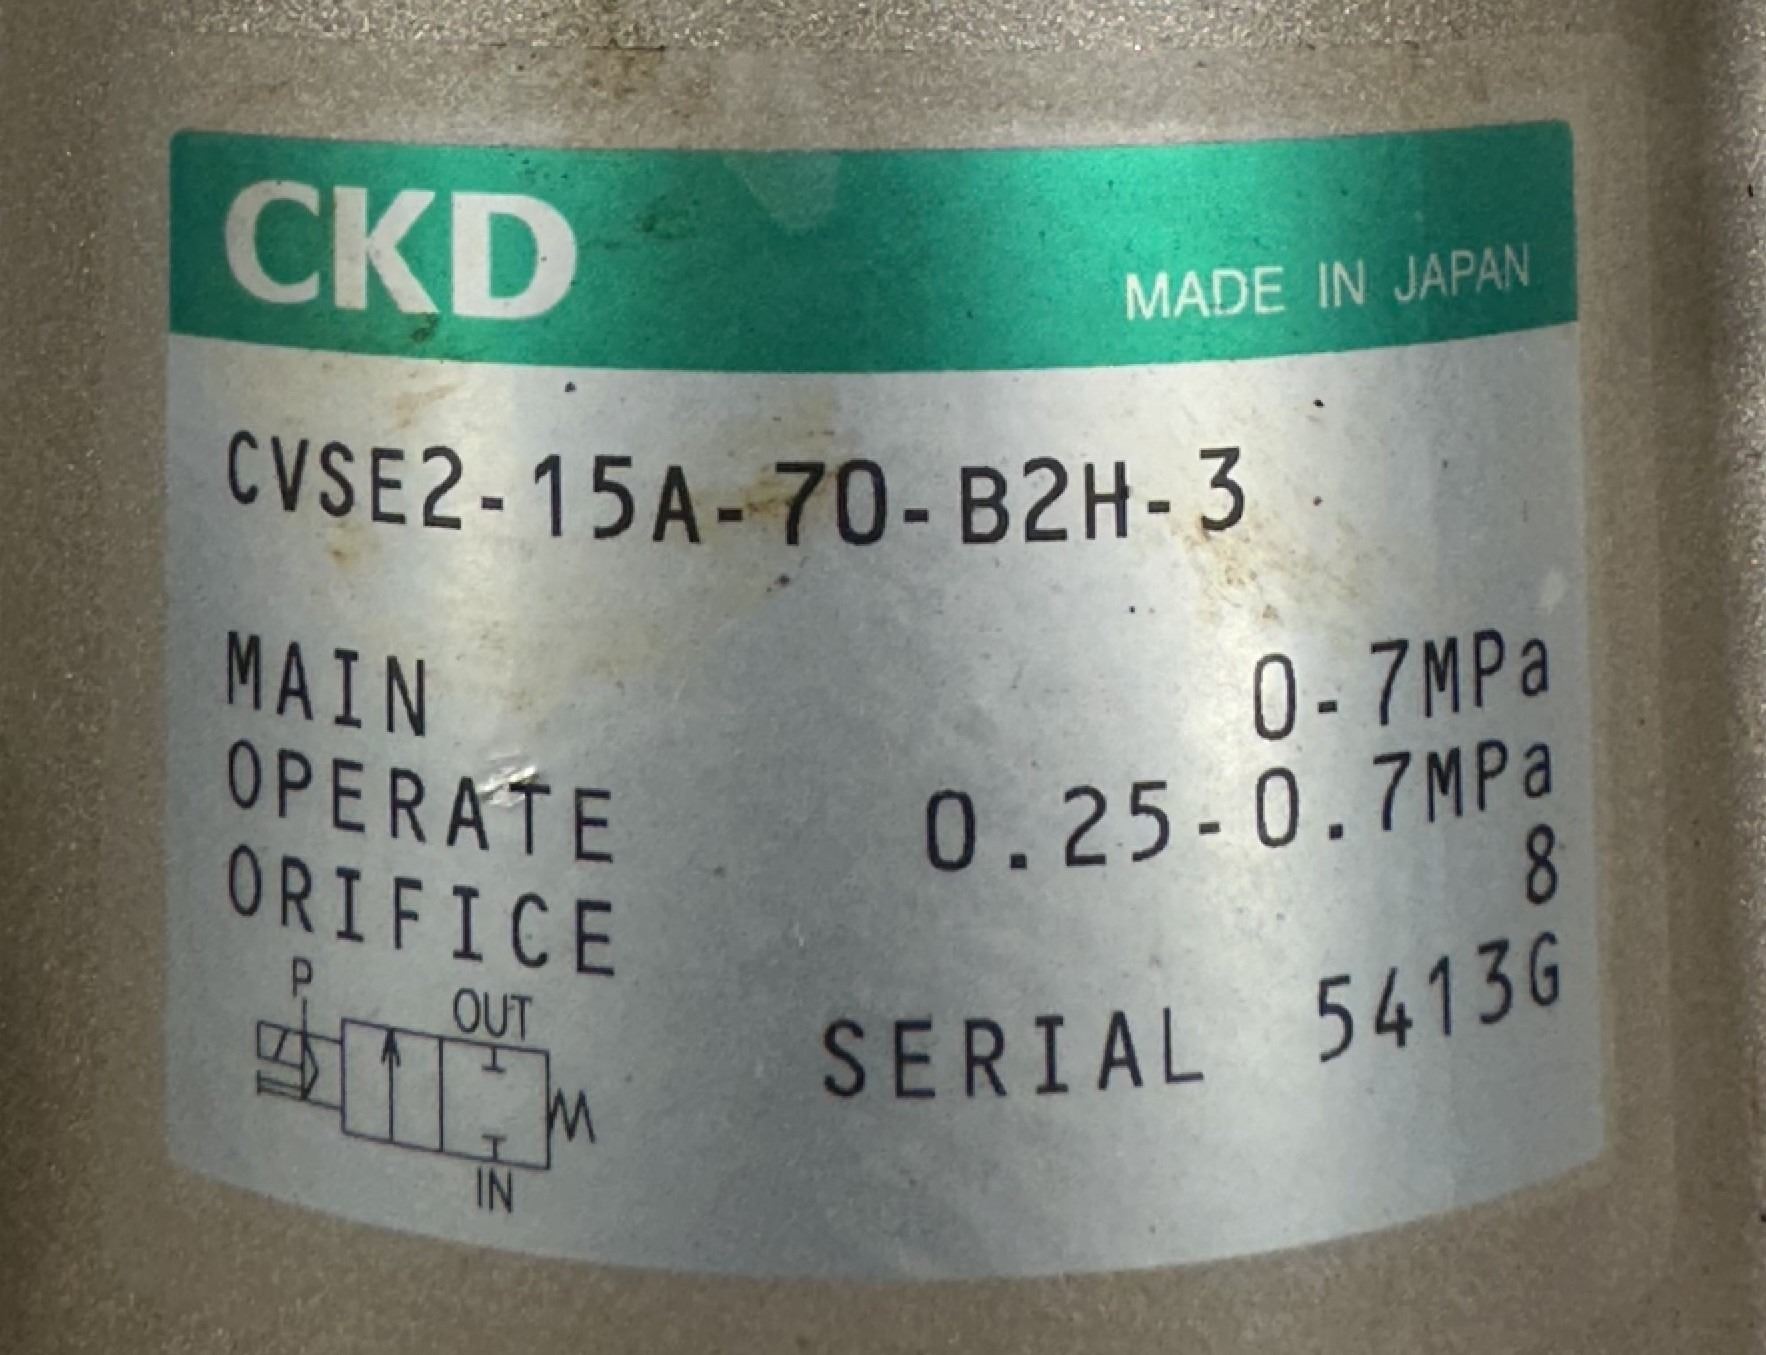 CKD
MADE IN JAPAN
CVSE2-15A-70-B2H-3
MAIN 0-7MPa
OPERATE 0.25-0.7MPa
ORIFICE 8
P
OUT
SERIAL 5413G
IN